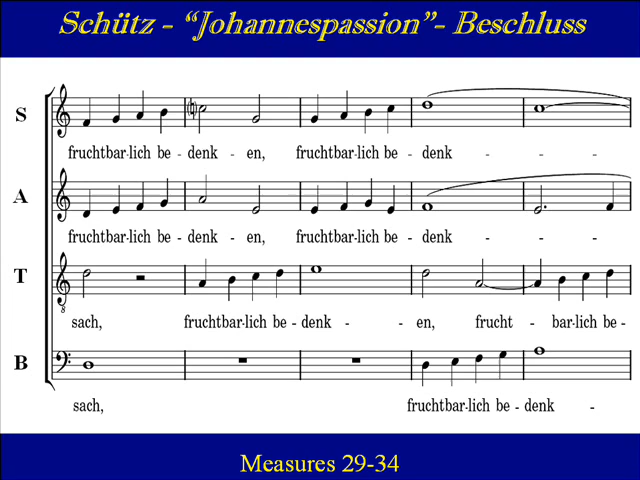 Schütz - “Johannespassion”- Beschluss
S
fruchtbar-lich be-denk - en, fruchtbar-lich be-denk - - -
A
fruchtbar-lich be-denk - en, fruchtbar-lich be-denk - - -
T
8
sach, fruchtbar-lich be-denk - - en, frucht - bar-lich be-
B
sach, fruchtbar-lich be-denk -
Measures 29-34